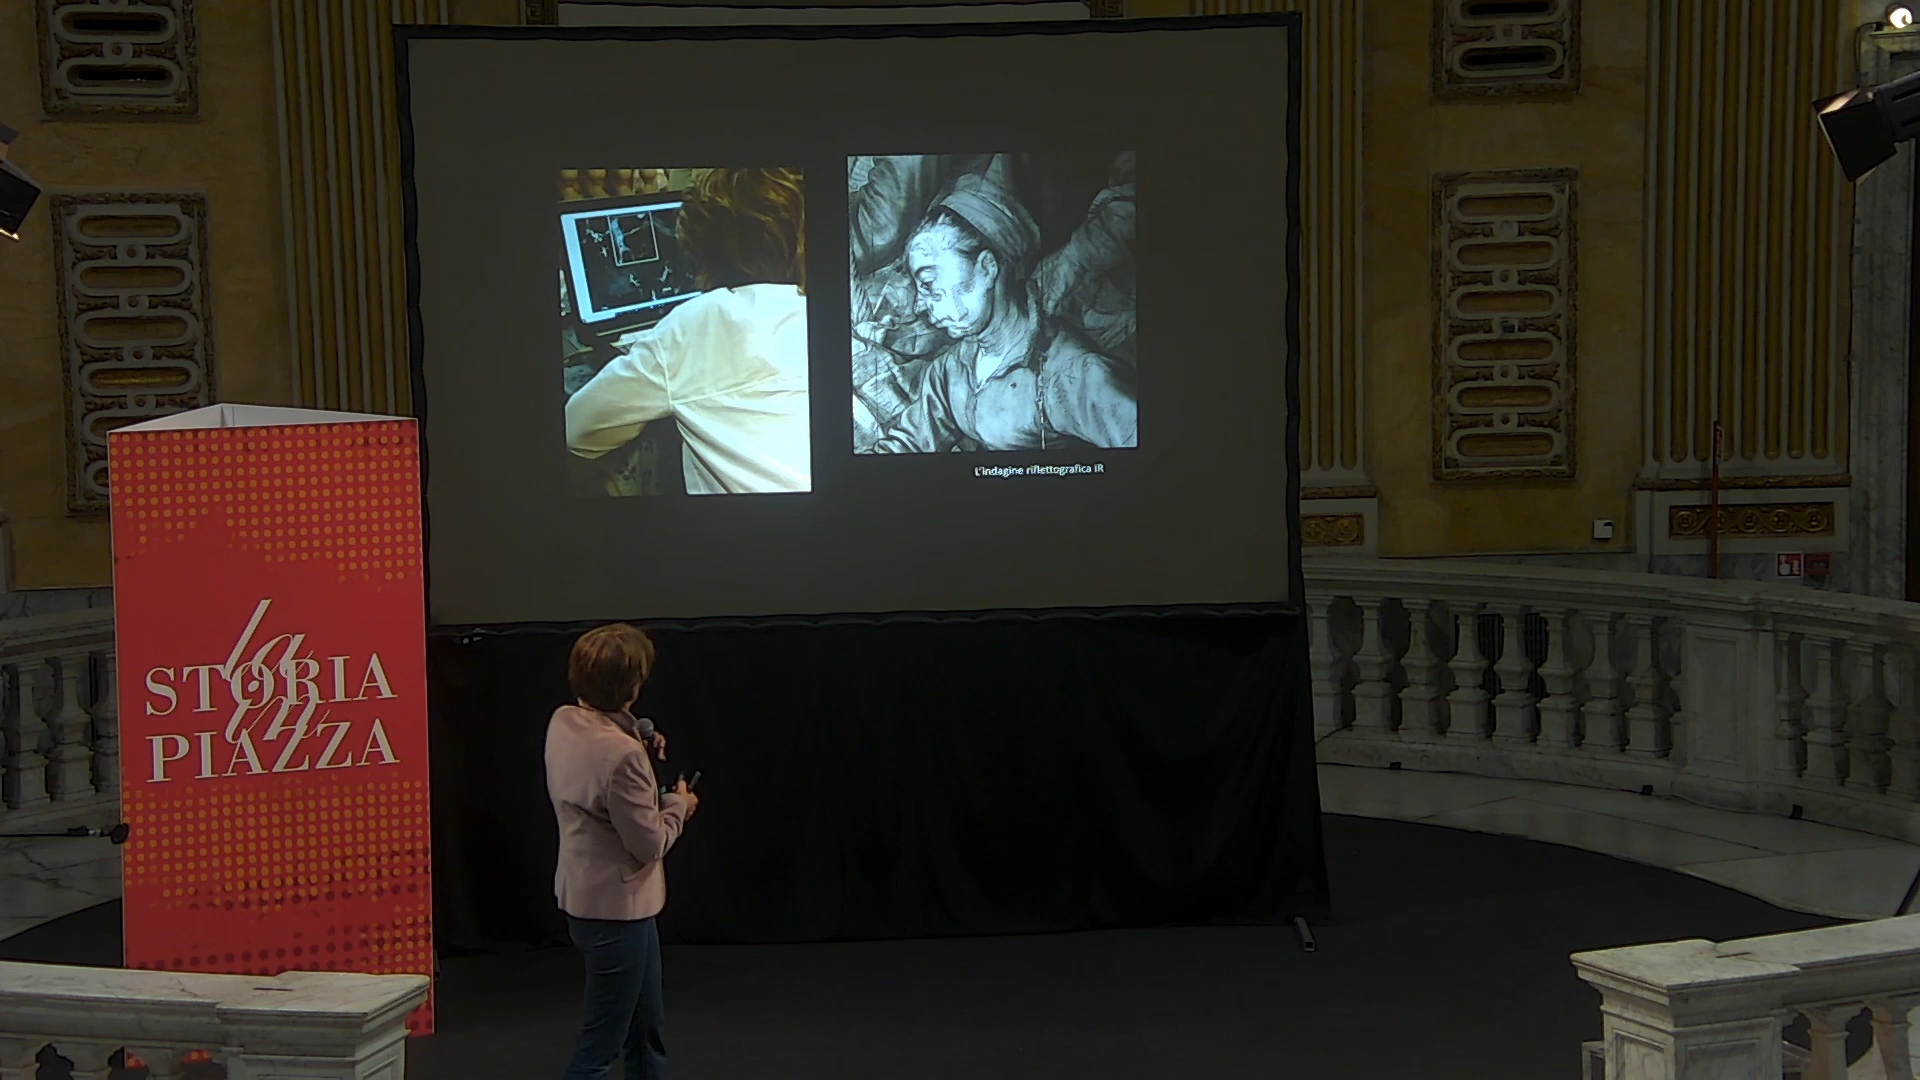 L'indagine riflettografica IR
la
STORIA
in
PIAZZA